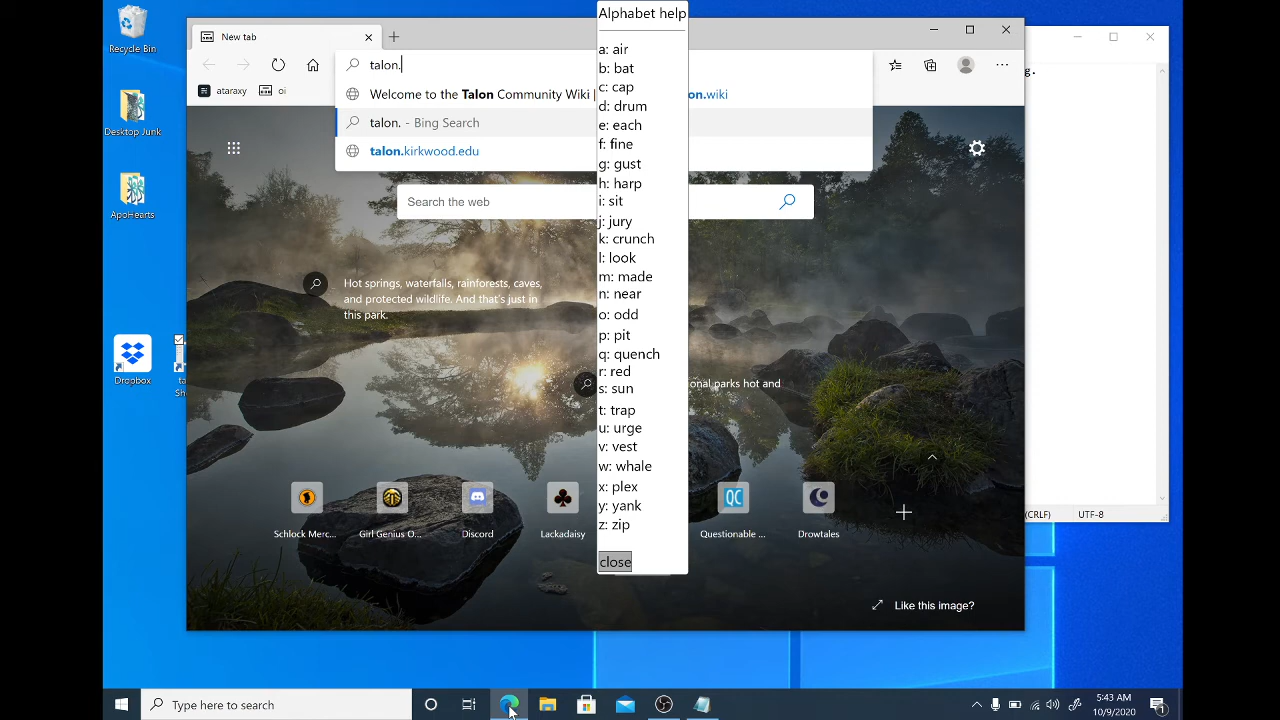 Recycle Bin
Desktop Junk
ApoHearts
Dropbox
ta
Sh
New tab
talon.
Welcome to the Talon Community Wiki |
on.wiki
talon. - Bing Search
talon.kirkwood.edu
ataraxy
oi
g.
Search the web
Hot springs, waterfalls, rainforests, caves,
and protected wildlife. And that's just in
this park.
onal parks hot and
Alphabet help
a: air
b: bat
c: cap
d: drum
e: each
f: fine
g: gust
h: harp
i: sit
j: jury
k: crunch
l: look
m: made
n: near
o: odd
p: pit
q: quench
r: red
s: sun
t: trap
u: urge
v: vest
w: whale
x: plex
y: yank
z: zip
close
Schlock Merc...
Girl Genius O...
Discord
Lackadaisy
QC
Questionable ...
Drowtales
Like this image?
(CRLF)
UTF-8
Type here to search
5:43 AM
10/9/2020
1